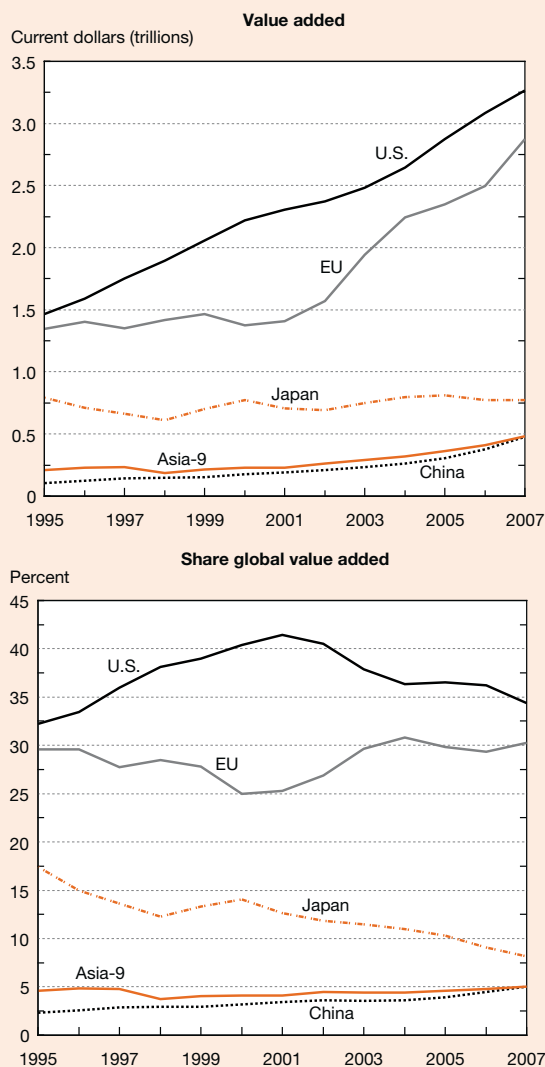 Value added
Current dollars (trillions)
3.5
3.0
U.S.
2.5
2.0
EU
1.5
1.0
Japan
0.5
Asia-9
China
0
1995 1997 1999 2001 2003 2005 2007
Share global value added
Percent
45
40
U.S.
35
30
EU
25
20
15
Japan
10
Asia-9
5
China
0
1995 1997 1999 2001 2003 2005 2007